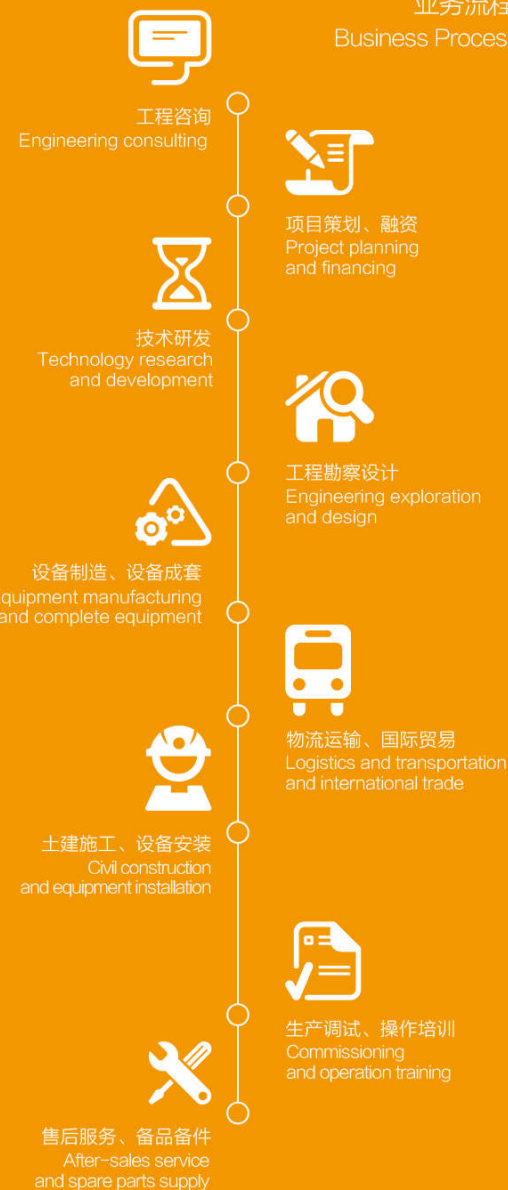 业务流程
Business Proces
工程咨询
Engineering consulting
项目策划、融资
Project planning
and financing
技术研发
Technology research
and development
工程勘察设计
Engineering exploration
and design
设备制造、设备成套
quipment manufacturing
and complete equipment
物流运输、国际贸易
Logistics and transportation
and international trade
土建施工、设备安装
Civil construction
and equipment installation
生产调试、操作培训
Commissioning
and operation training
售后服务、备品备件
After-sales service
and spare parts supply